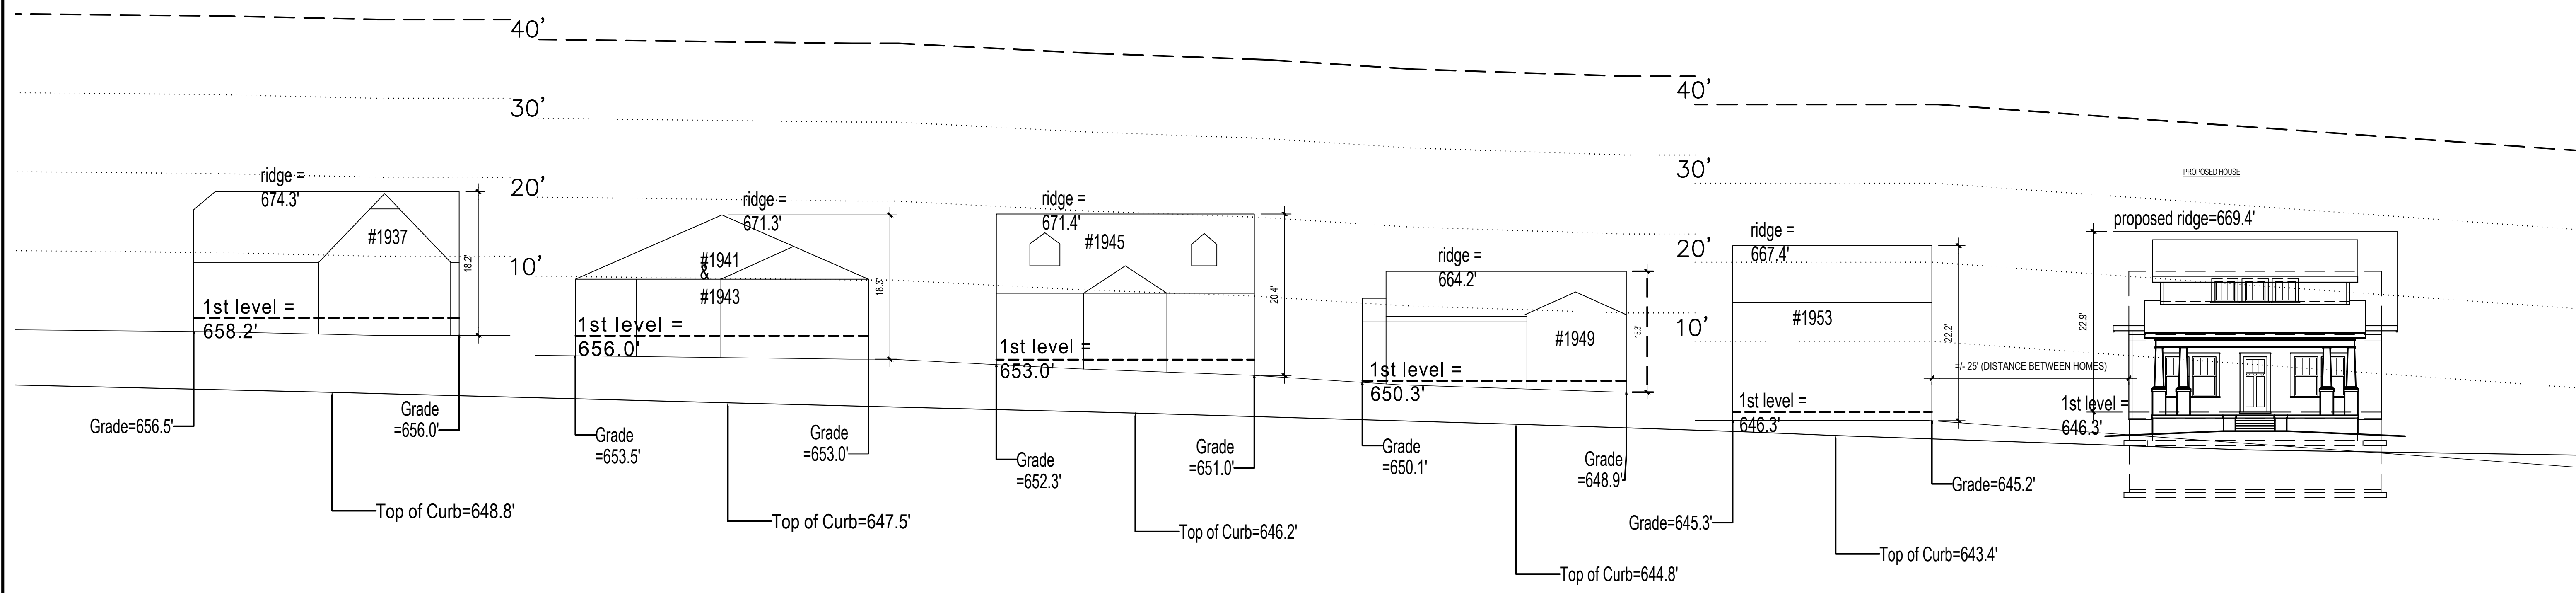 40'
30'
20'
10'
40'
30'
20'
10'
ridge =
674.3'
#1937
18.2'
1st level =
658.2'
Grade=656.5'
Grade
=656.0'
Top of Curb=648.8'
ridge =
671.3'
#1941
&
#1943
18.3'
1st level =
656.0'
Grade
=653.5'
Grade
=653.0'
Top of Curb=647.5'
ridge =
671.4'
#1945
20.4'
1st level =
653.0'
Grade
=652.3'
Grade
=651.0'
Top of Curb=646.2'
ridge =
664.2'
#1949
15.3'
1st level =
650.3'
Grade
=650.1'
Grade
=648.9'
Top of Curb=644.8'
ridge =
667.4'
#1953
22.2'
1st level =
646.3'
Grade=645.3'
Grade=645.2'
Top of Curb=643.4'
=/- 25' (DISTANCE BETWEEN HOMES)
PROPOSED HOUSE
proposed ridge=669.4'
22.9'
1st level =
646.3'